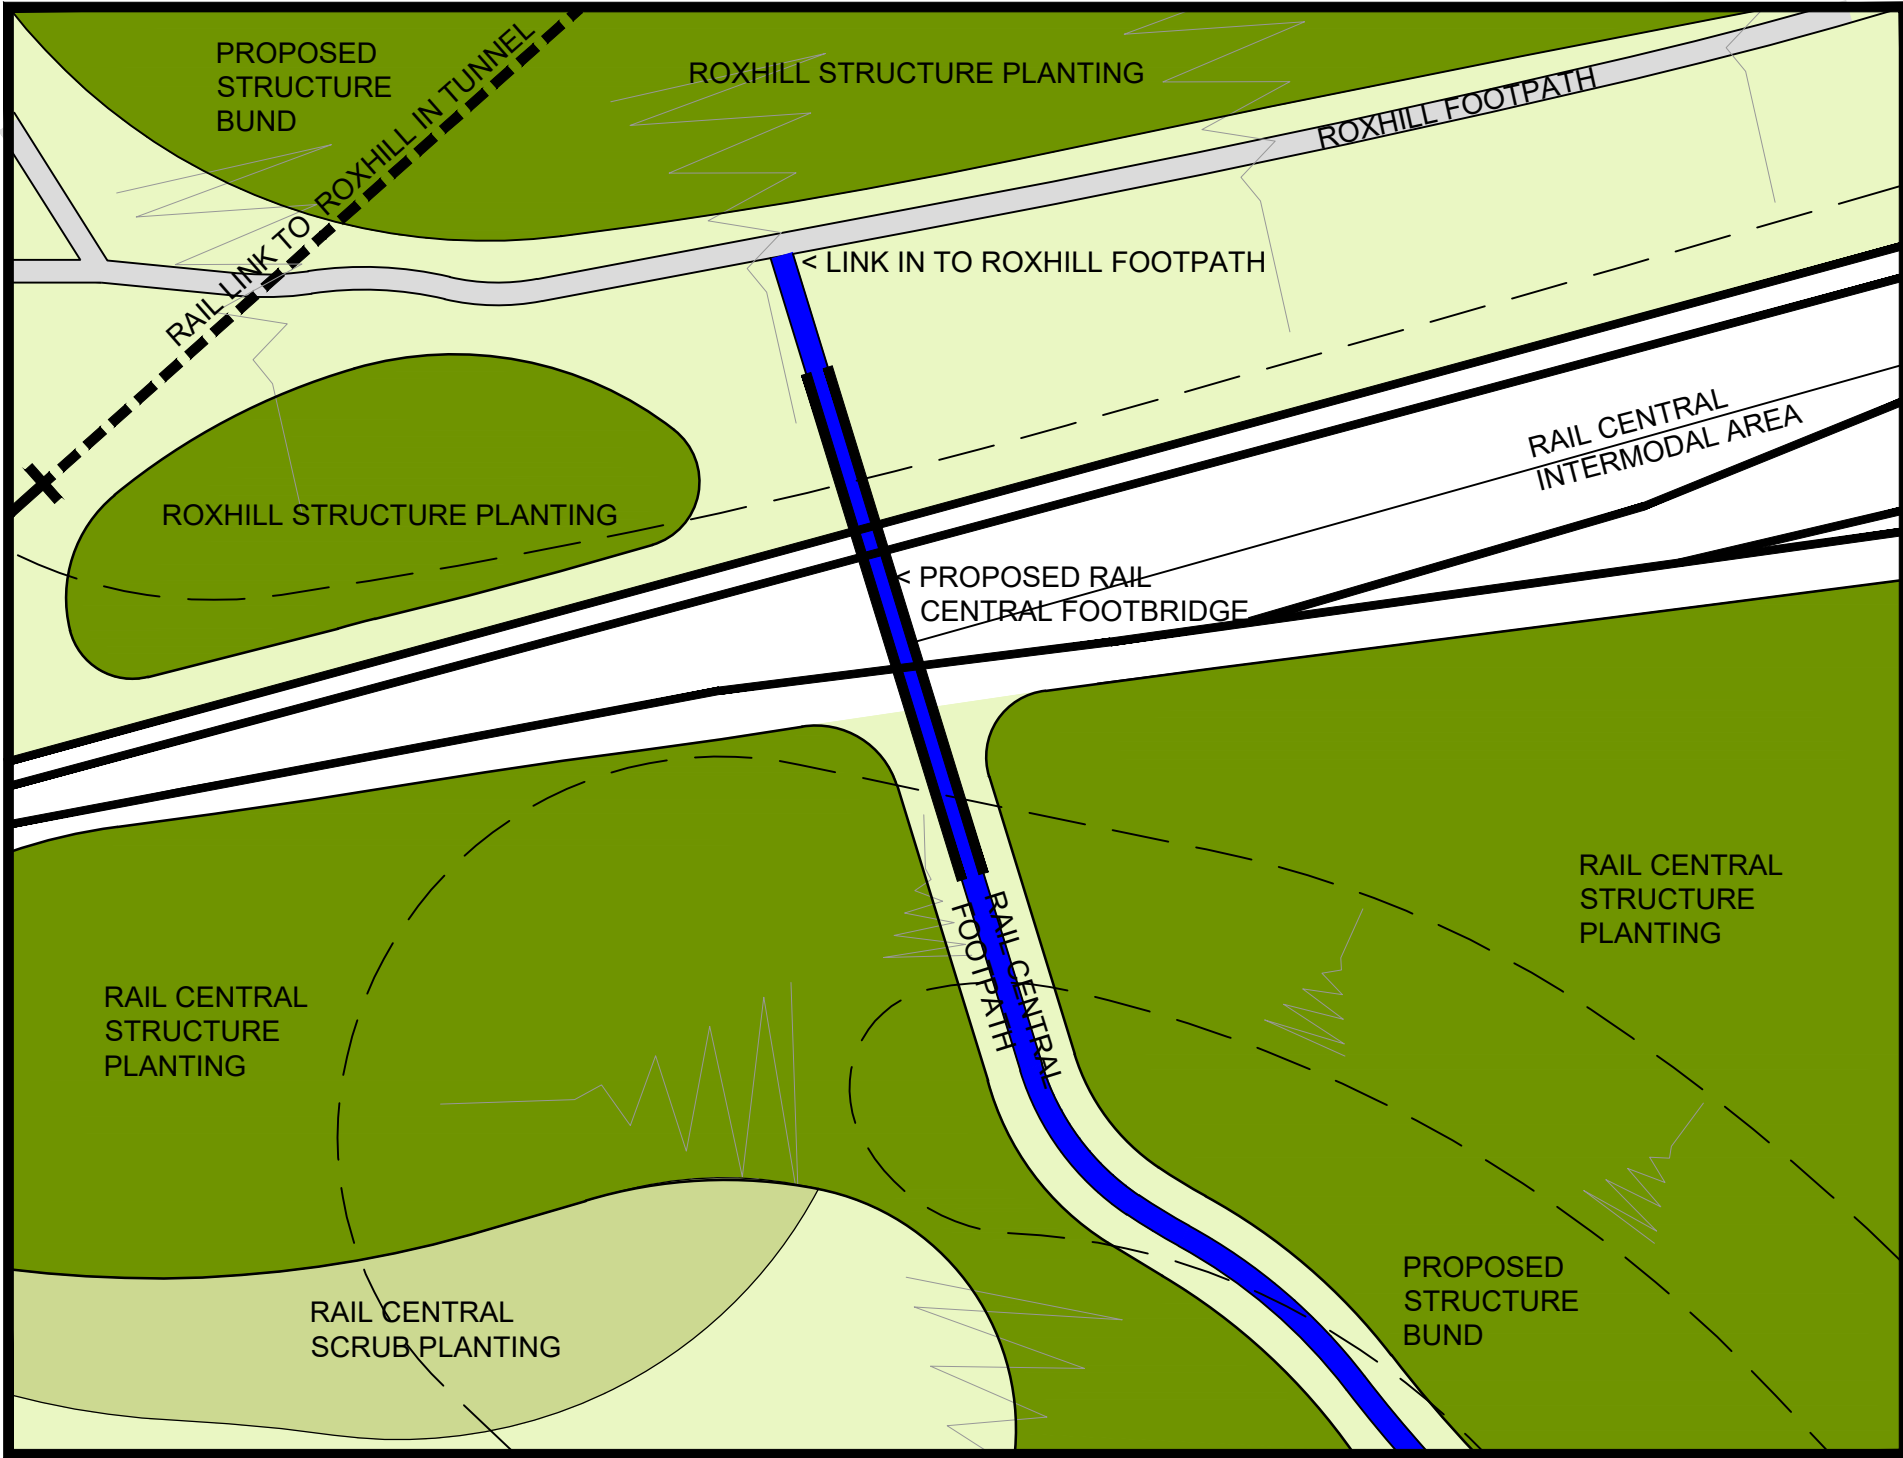 PROPOSED
STRUCTURE
BUND
RAIL LINK TO ROXHILL IN TUNNEL
ROXHILL STRUCTURE PLANTING
ROXHILL FOOTPATH
< LINK IN TO ROXHILL FOOTPATH
RAIL CENTRAL
INTERMODAL AREA
ROXHILL STRUCTURE PLANTING
< PROPOSED RAIL
CENTRAL FOOTBRIDGE
RAIL CENTRAL
STRUCTURE
PLANTING
RAIL CENTRAL
FOOTPATH
RAIL CENTRAL
STRUCTURE
PLANTING
PROPOSED
STRUCTURE
BUND
RAIL CENTRAL
SCRUB PLANTING